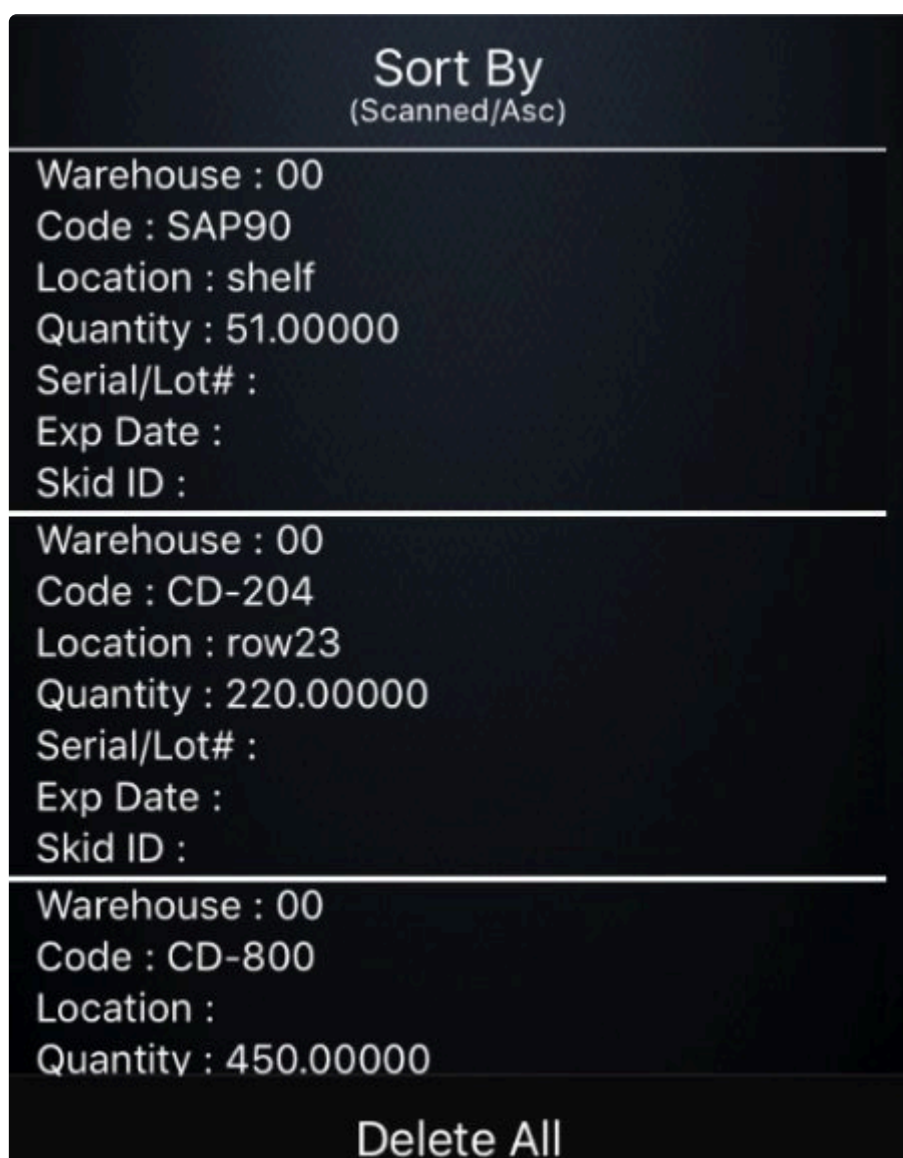 Sort By
(Scanned/Asc)
Warehouse : 00
Code : SAP90
Location : shelf
Quantity : 51.00000
Serial/Lot# :
Exp Date :
Skid ID :
Warehouse : 00
Code : CD-204
Location : row23
Quantity : 220.00000
Serial/Lot# :
Exp Date :
Skid ID :
Warehouse : 00
Code : CD-800
Location :
Quantity : 450.00000
Delete All